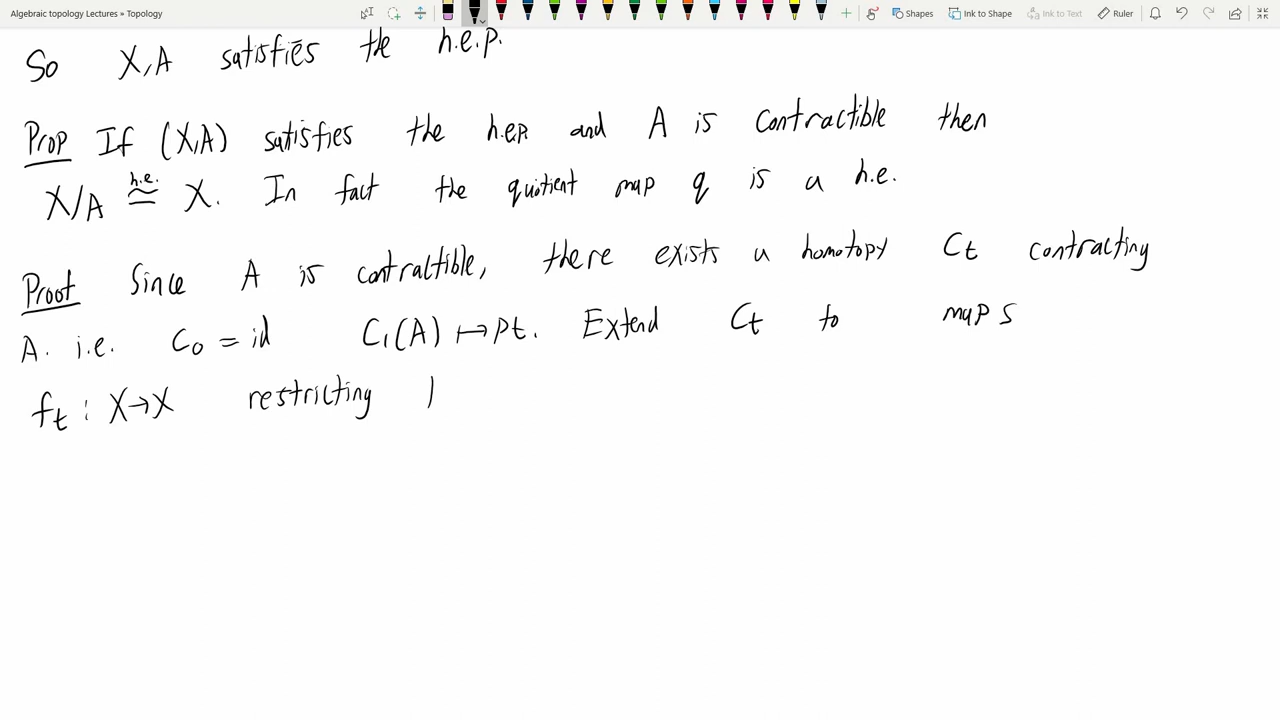 Algebraic topology Lectures » Topology
Shapes Ink to Shape Ink to Text Ruler
So X,A satisfies the h.e.p.
Prop If (X,A) satisfies the h.e.p. and A is contractible then
X/A ≅ʰ·ᵉ· X. In fact the quotient map q is a h.e.
Proof Since A is contractible, there exists a homotopy Cₜ contracting
A. i.e. C₀ = id C₁(A) ↦ pt. Extend Cₜ to maps
fₜ : X→X restricting